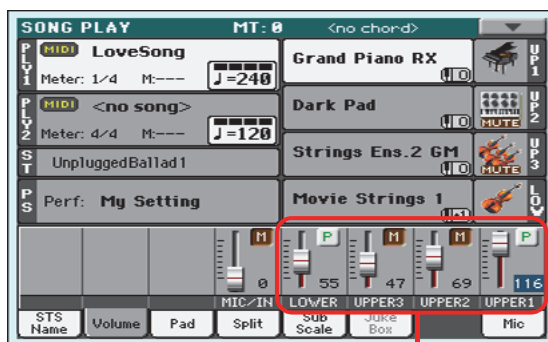 SONG PLAY MT: 0 <no chord>
PLY1 MIDI LoveSong
Meter: 1/4 M:--- ♩=240
Grand Piano RX
0
UP1
PLY2 MIDI <no song>
Meter: 4/4 M:--- ♩=120
Dark Pad
0
MUTE
UP2
ST UnpluggedBallad1
Strings Ens.2 GM
0
MUTE
UP3
PS Perf: My Setting
Movie Strings 1
LOW
M P M M P
0 55 47 69 116
MIC/IN LOWER UPPER3 UPPER2 UPPER1
STS Name Volume Pad Split Sub Scale Juke Box Mic